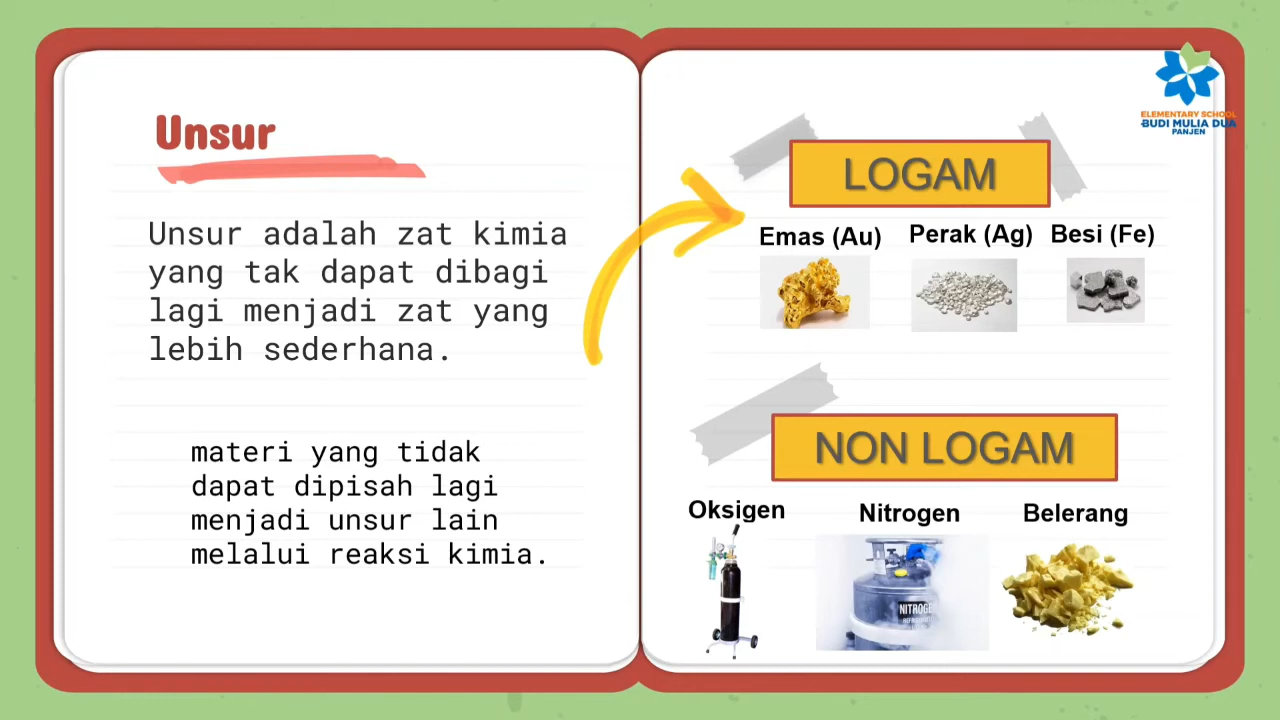 Unsur
Unsur adalah zat kimia
yang tak dapat dibagi
lagi menjadi zat yang
lebih sederhana.
materi yang tidak
dapat dipisah lagi
menjadi unsur lain
melalui reaksi kimia.
ELEMENTARY SCHOOL
BUDI MULIA DUA
PANJEN
LOGAM
Emas (Au) Perak (Ag) Besi (Fe)
NON LOGAM
Oksigen Nitrogen Belerang